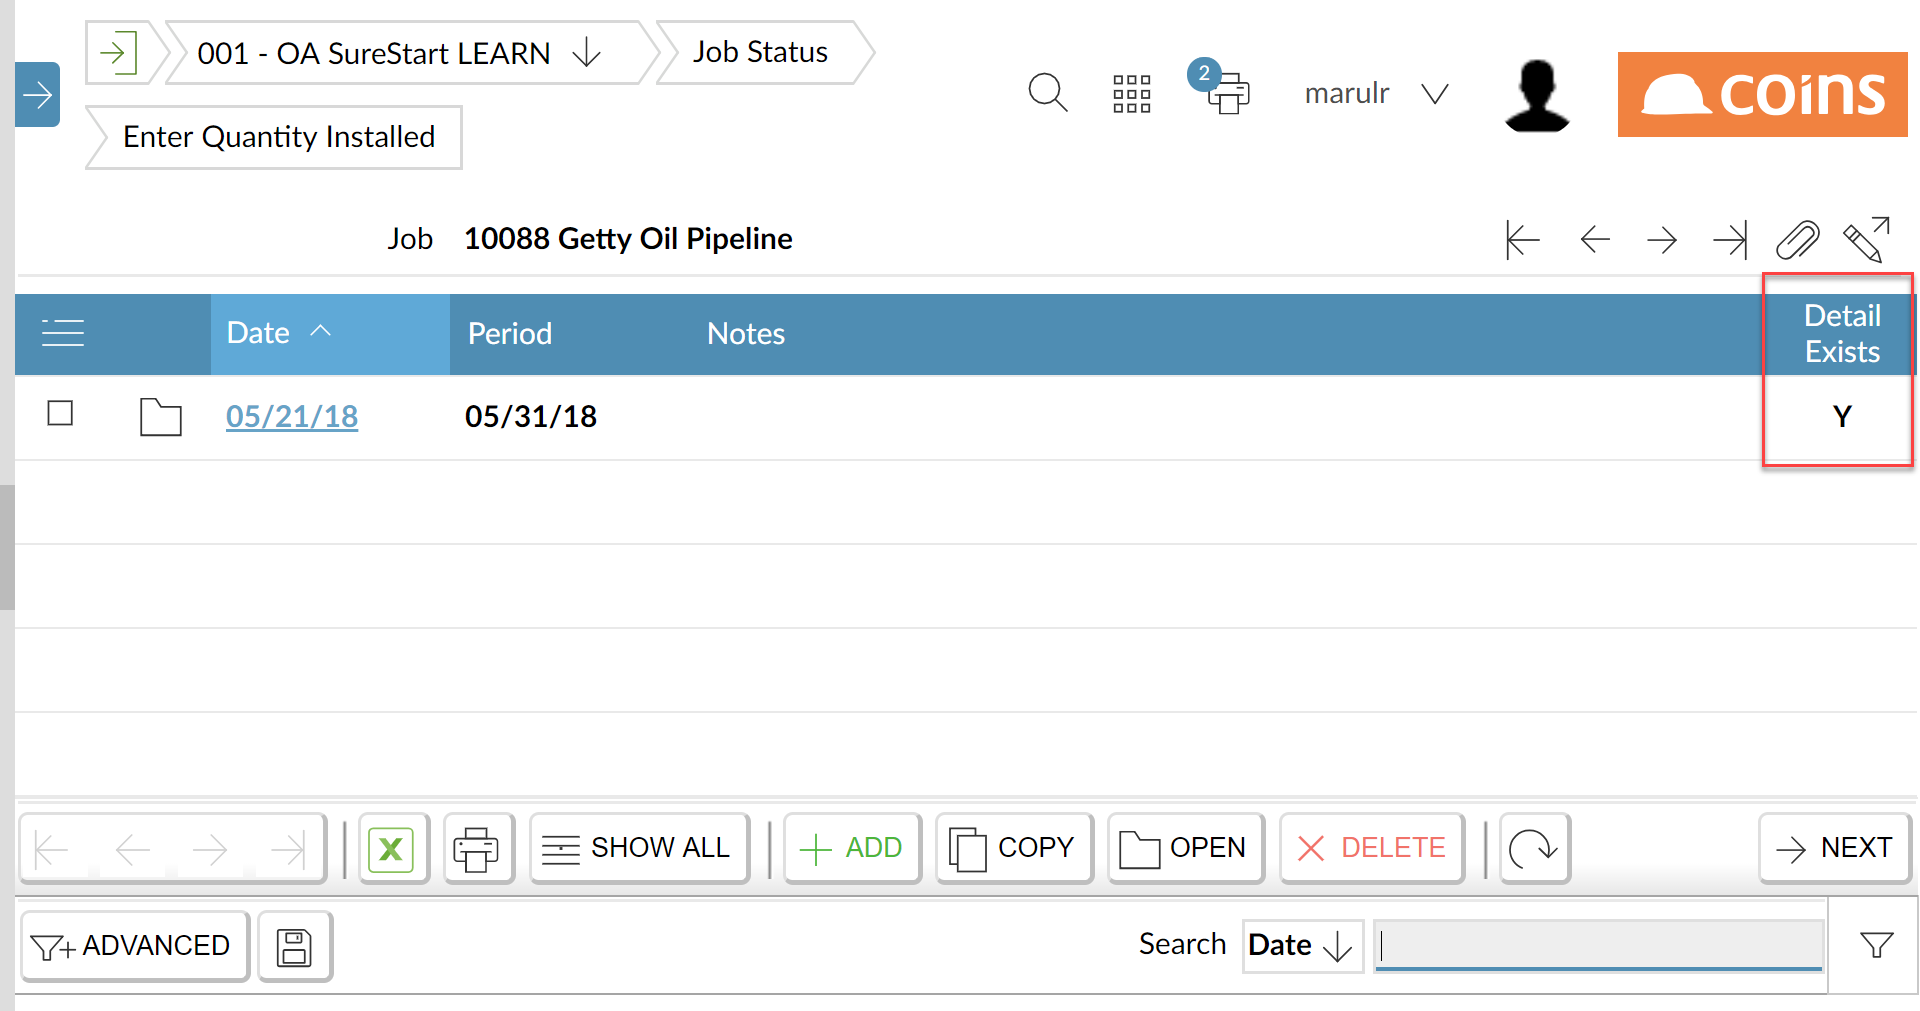 001 - OA SureStart LEARN
Job Status
2
marulr
coins
Enter Quantity Installed
Job 10088 Getty Oil Pipeline
Date Period Notes Detail
Exists
05/21/18 05/31/18 Y
SHOW ALL ADD COPY OPEN DELETE NEXT
ADVANCED Search Date